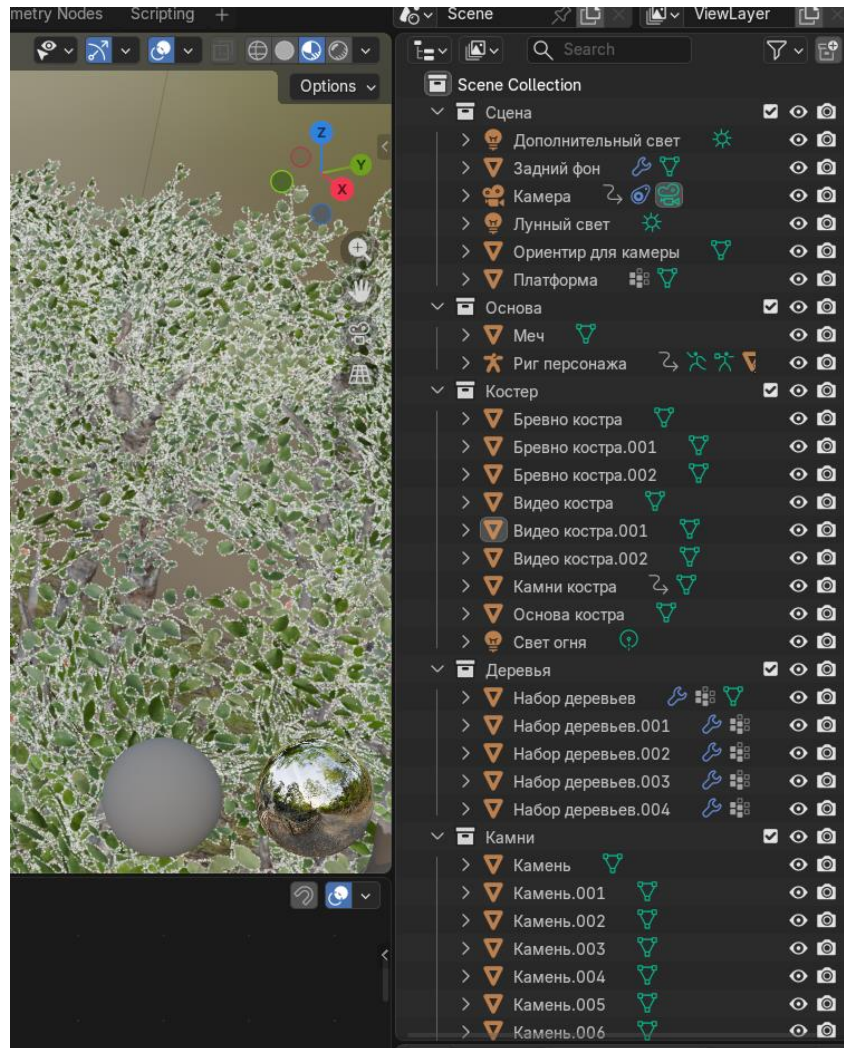 metry Nodes Scripting +
Scene ViewLayer
Search
Options
Scene Collection
Z
Y
X
Сцена
Дополнительный свет
Задний фон
Камера
Лунный свет
Ориентир для камеры
Платформа
Основа
Меч
Риг персонажа
Костер
Бревно костра
Бревно костра.001
Бревно костра.002
Видео костра
Видео костра.001
Видео костра.002
Камни костра
Основа костра
Свет огня
Деревья
Набор деревьев
Набор деревьев.001
Набор деревьев.002
Набор деревьев.003
Набор деревьев.004
Камни
Камень
Камень.001
Камень.002
Камень.003
Камень.004
Камень.005
Камень.006